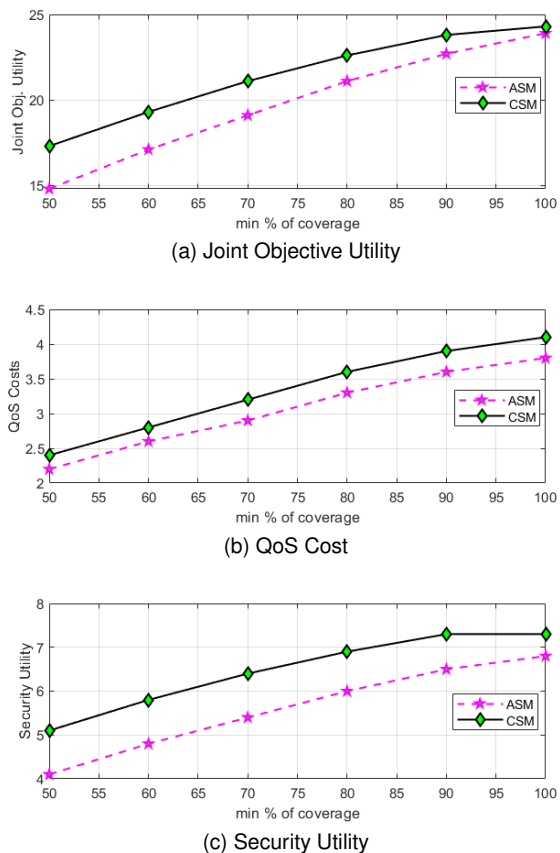 25
20
15
Joint Obj. Utility
ASM
CSM
50 55 60 65 70 75 80 85 90 95 100
min % of coverage
(a) Joint Objective Utility
4.5
4
3.5
3
2.5
2
QoS Costs
ASM
CSM
50 55 60 65 70 75 80 85 90 95 100
min % of coverage
(b) QoS Cost
8
7
6
5
4
Security Utility
ASM
CSM
50 55 60 65 70 75 80 85 90 95 100
min % of coverage
(c) Security Utility